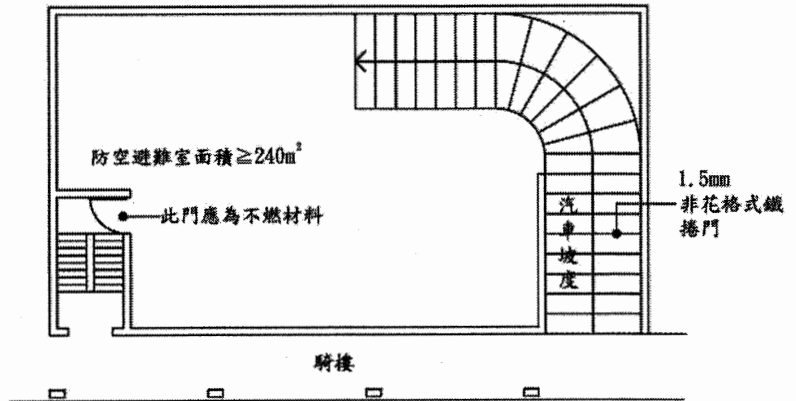 防空避難室面積≧240m²
此門應為不燃材料
1.5mm
非花格式鐵
捲門
汽車坡度
騎樓